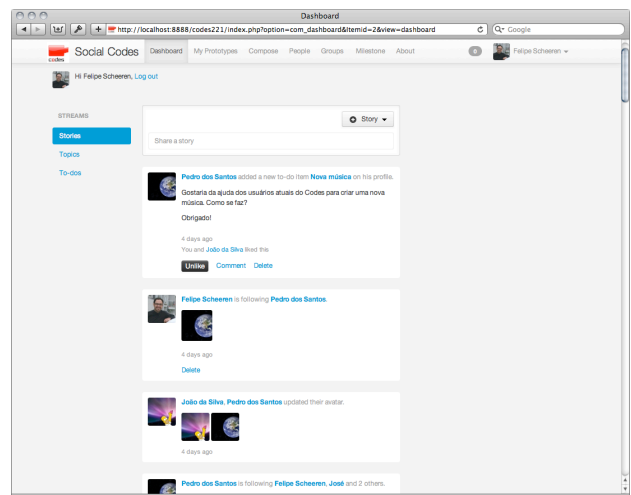 Dashboard
http://localhost:8888/codes221/index.php?option=com_dashboard&Itemid=2&view=dashboard
Google
codes
Social Codes
Dashboard
My Prototypes
Compose
People
Groups
Milestone
About
0
Felipe Scheeren
Hi Felipe Scheeren, Log out
STREAMS
Stories
Topics
To-dos
Story
Share a story
Pedro dos Santos added a new to-do item Nova música on his profile.
Gostaria da ajuda dos usuários atuais do Codes para criar uma nova
música. Como se faz?
Obrigado!
4 days ago
You and João da Silva liked this
Unlike Comment Delete
Felipe Scheeren is following Pedro dos Santos.
4 days ago
Delete
João da Silva, Pedro dos Santos updated their avatar.
4 days ago
Pedro dos Santos is following Felipe Scheeren, José and 2 others.